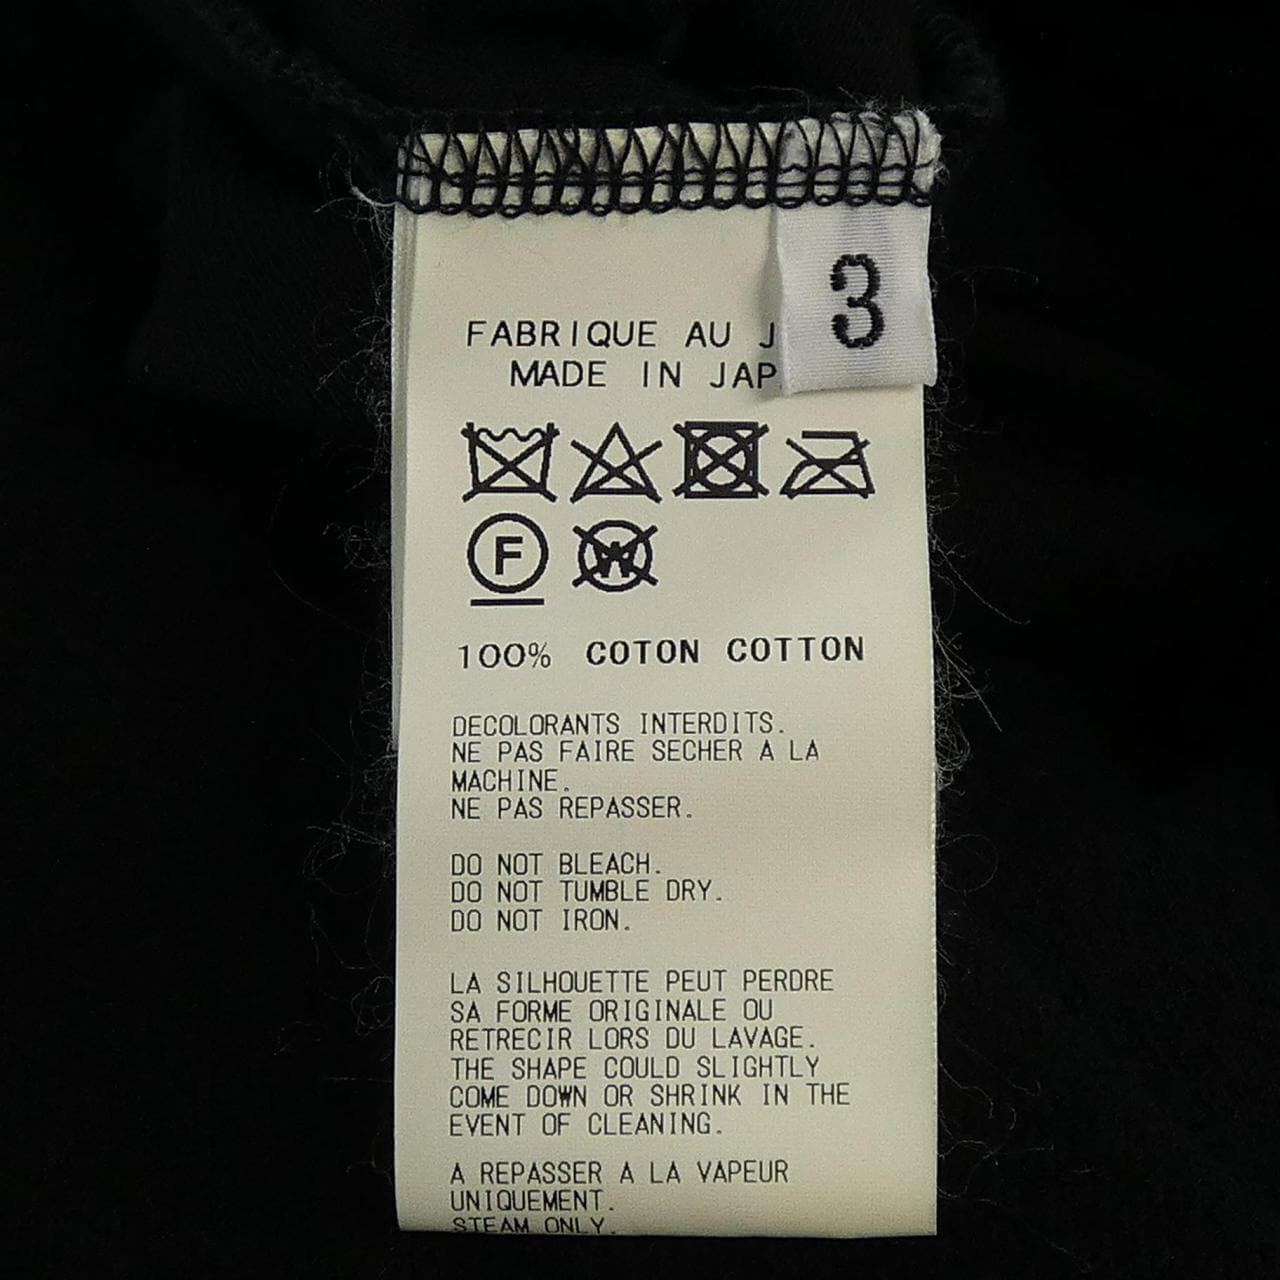 3
FABRIQUE AU
MADE IN
F
W
100% COTON COTTON
DECOLORANTS INTERDITS.
NE PAS FAIRE SECHER A LA
MACHINE.
NE PAS REPASSER.
DO NOT BLEACH.
DO NOT TUMBLE DRY.
DO NOT IRON.
LA SILHOUETTE PEUT PERDRE
SA FORME ORIGINALE OU
RETRECIR LORS DU LAVAGE.
THE SHAPE COULD SLIGHTLY
COME DOWN OR SHRINK IN THE
EVENT OF CLEANING.
A REPASSER A LA VAPEUR
UNIQUEMENT.
STEAM ONLY.